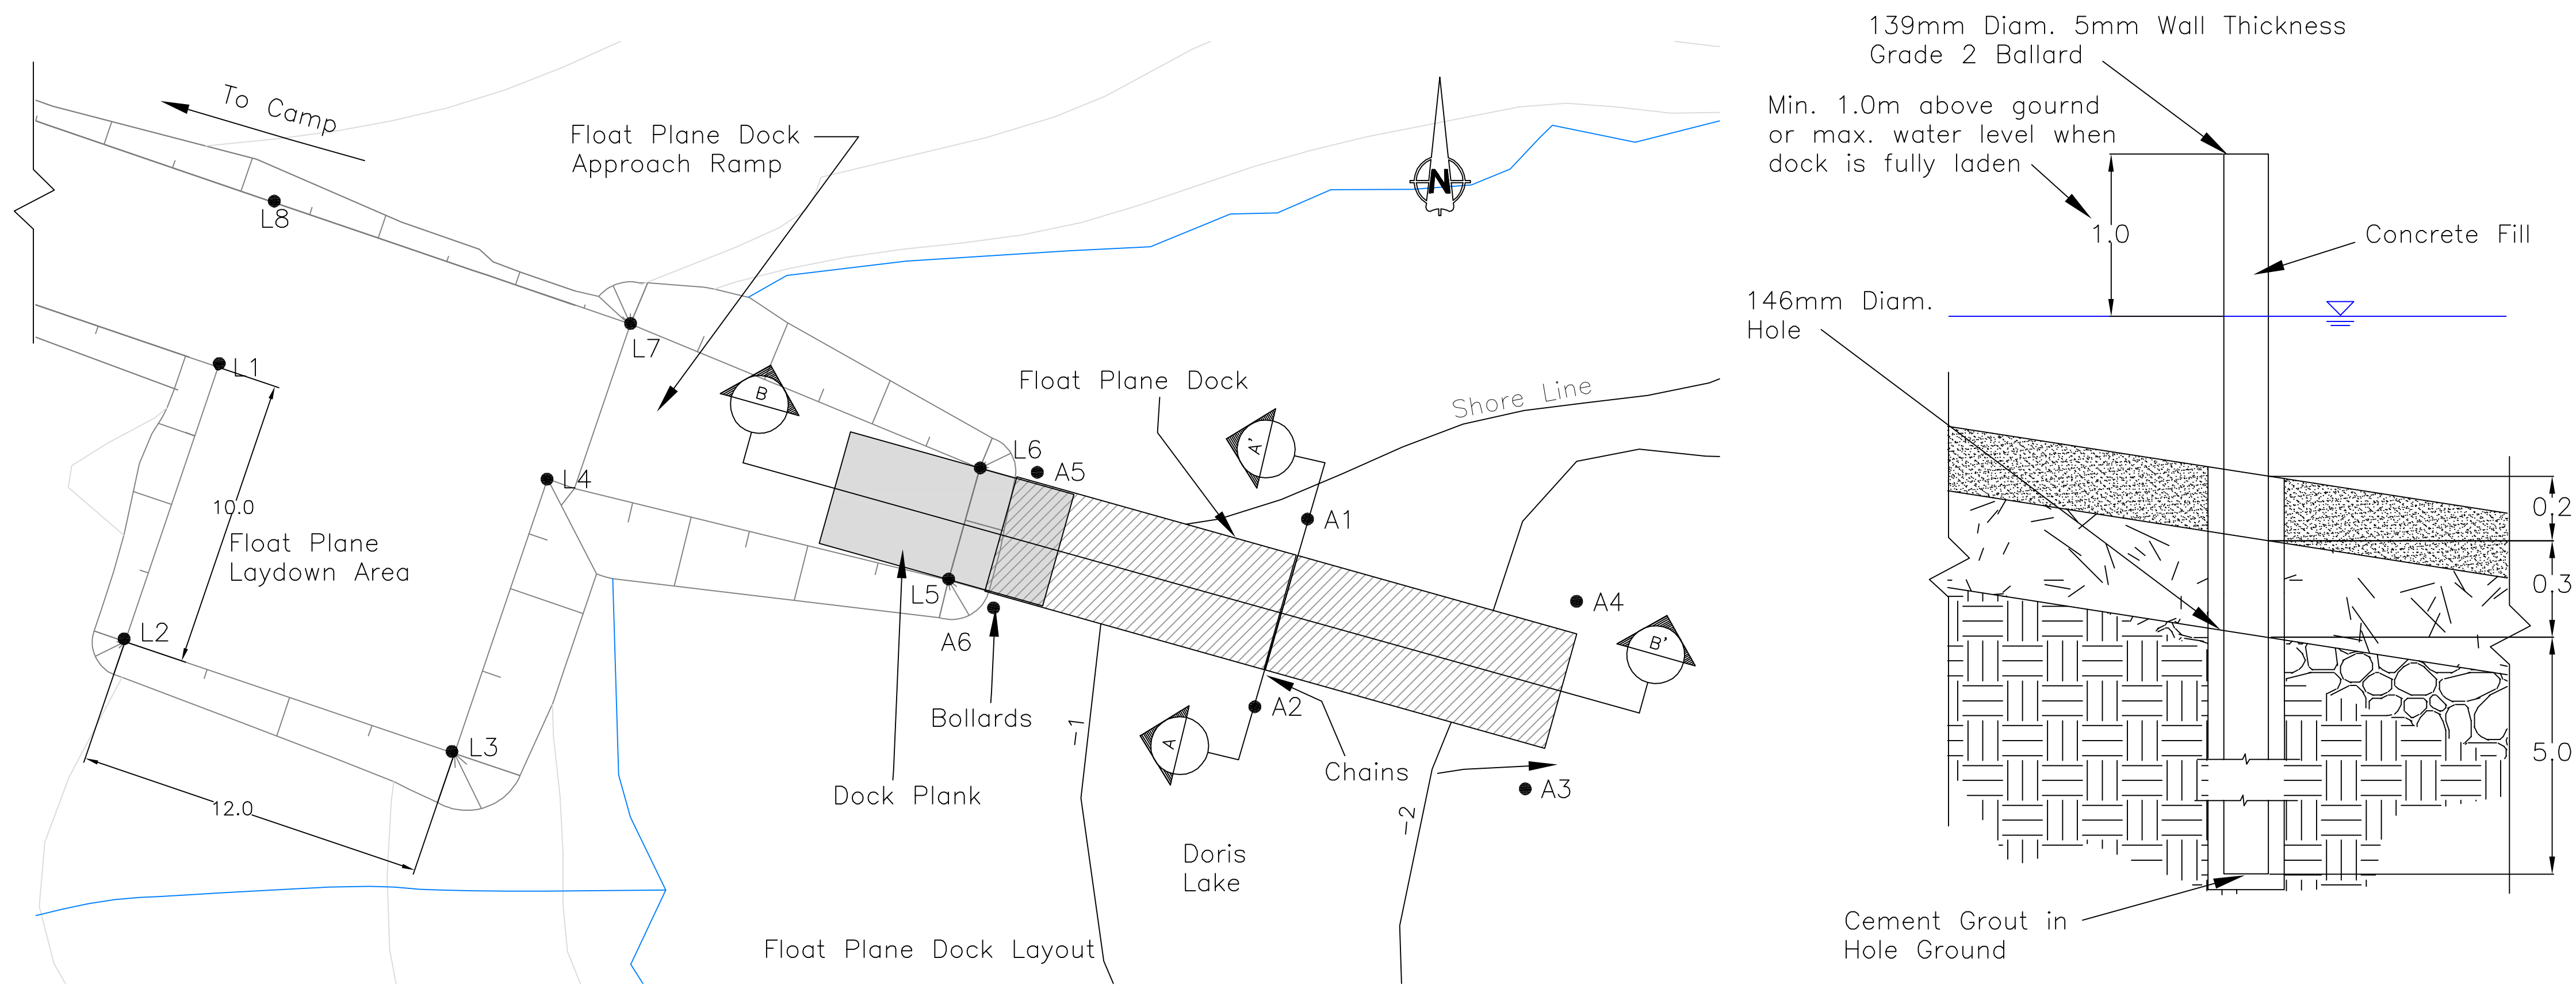 To Camp
L8
Float Plane Dock
Approach Ramp
N
L7
L1
B
L6
A5
Float Plane Dock
A'
Shore Line
A1
L4
10.0
Float Plane
Laydown Area
L5
A6
A4
B'
L2
L3
12.0
Bollards
Dock Plank
-1
A
A2
Chains
-2
A3
Doris
Lake
Float Plane Dock Layout
139mm Diam. 5mm Wall Thickness
Grade 2 Ballard
Min. 1.0m above gournd
or max. water level when
dock is fully laden
1.0
Concrete Fill
146mm Diam.
Hole
0.2
0.3
5.0
Cement Grout in
Hole Ground